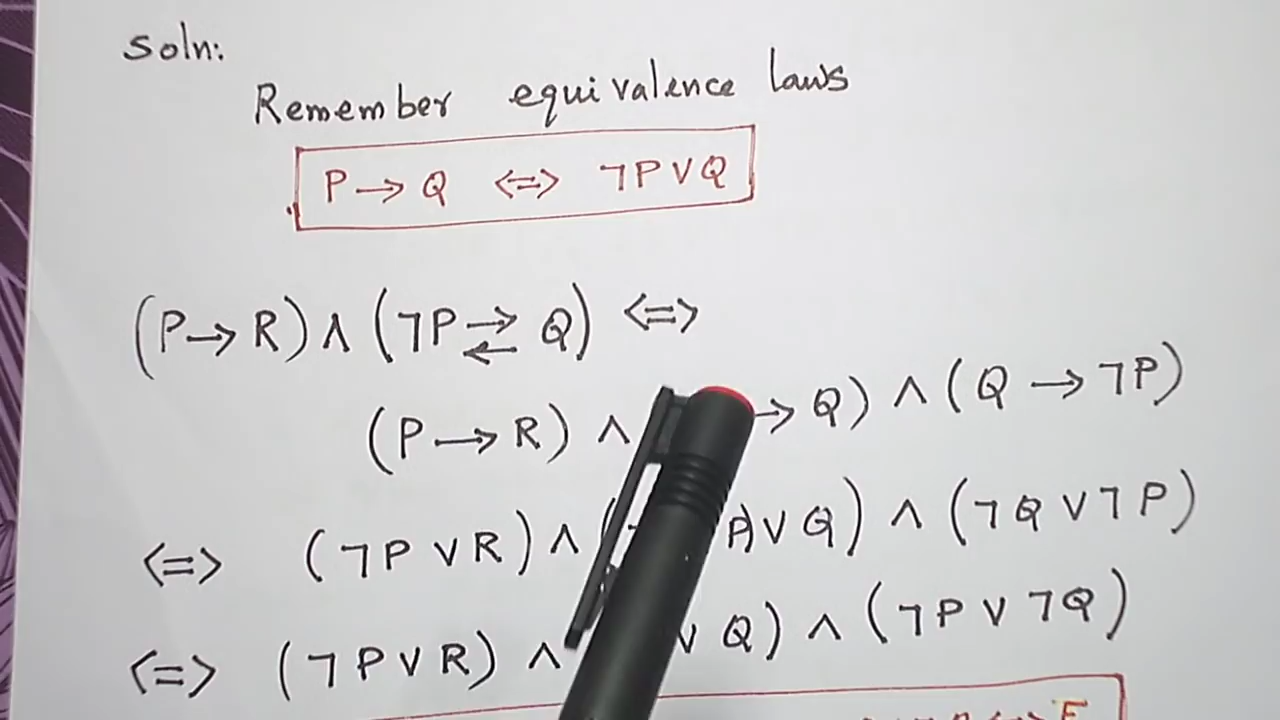 Soln:
Remember equivalence laws
P → Q <=> ¬P ∨ Q
(P → R) ∧ (¬P ⇄ Q) <=>
(P → R) ∧ → Q) ∧ (Q → ¬P)
<=> (¬P ∨ R) ∧ ( P) ∨ Q) ∧ (¬Q ∨ ¬P)
<=> (¬P ∨ R) ∧ ∨ Q) ∧ (¬P ∨ ¬Q)
F